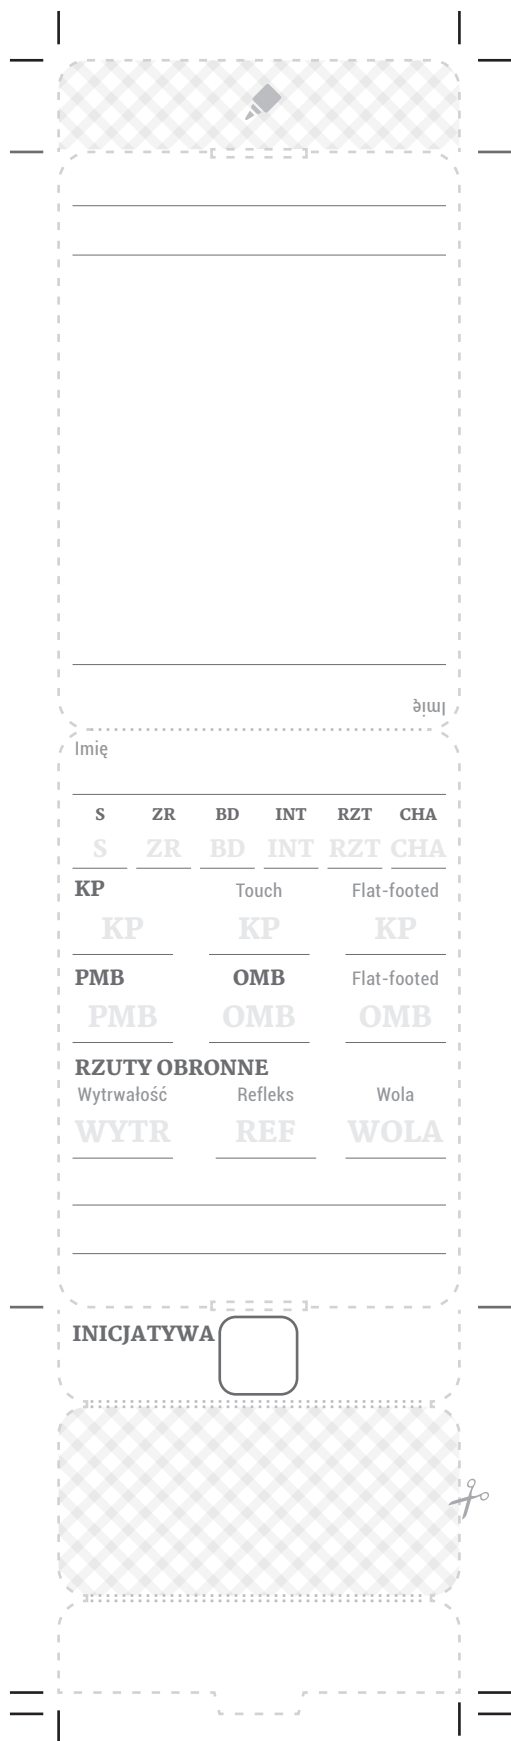 Imię
Imię
S ZR BD INT RZT CHA
S ZR BD INT RZT CHA
KP Touch Flat-footed
KP KP KP
PMB OMB Flat-footed
PMB OMB OMB
RZUTY OBRONNE
Wytrwałość Refleks Wola
WYTR REF WOLA
INICJATYWA